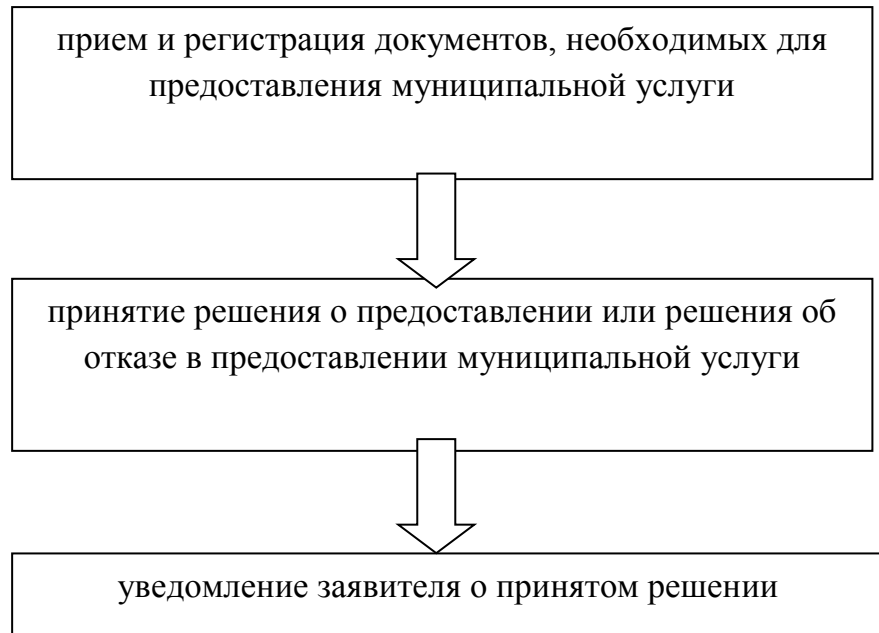 прием и регистрация документов, необходимых для
предоставления муниципальной услуги
принятие решения о предоставлении или решения об
отказе в предоставлении муниципальной услуги
уведомление заявителя о принятом решении